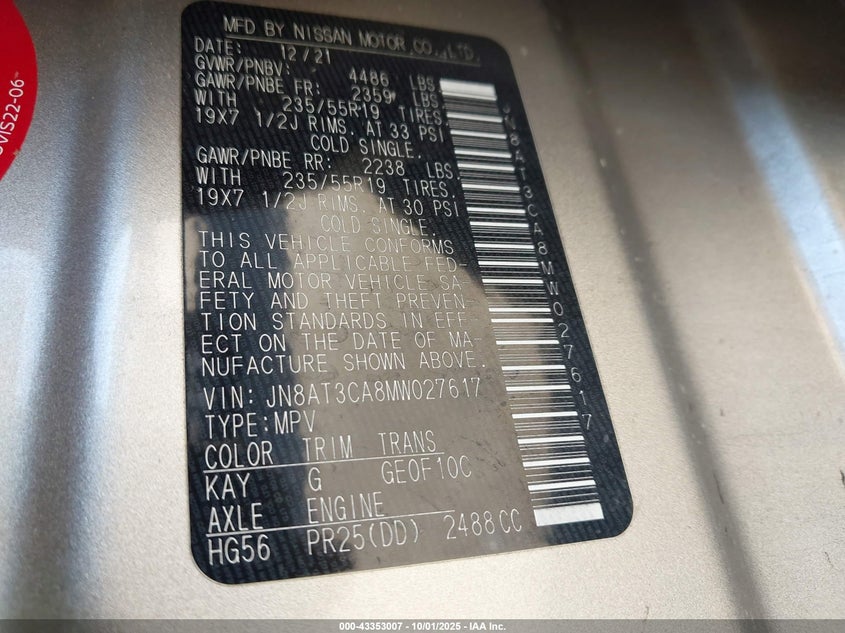 SVIS22-06
MFD BY NISSAN MOTOR CO.,LTD.
DATE: 12/21
GVWR/PNBV: 4486 LBS
GAWR/PNBE FR: 2359 LBS.
WITH 235/55R19 TIRES
19X7 1/2J RIMS. AT 33 PSI
COLD SINGLE.
GAWR/PNBE RR: 2238 LBS
WITH 235/55R19 TIRES.
19X7 1/2J RIMS. AT 30 PSI
COLD SINGLE.
THIS VEHICLE CONFORMS
TO ALL APPLICABLE FED-
ERAL MOTOR VEHICLE SA-
FETY AND THEFT PREVEN-
TION STANDARDS IN EFF-
ECT ON THE DATE OF MA-
NUFACTURE SHOWN ABOVE.
VIN: JN8AT3CA8MW027617
TYPE:MPV
COLOR TRIM TRANS
KAY G GE0F10C
AXLE ENGINE
HG56 PR25(DD) 2488CC
JN8AT3CA8MW027617
000-43353007 - 10/01/2025 - IAA Inc.